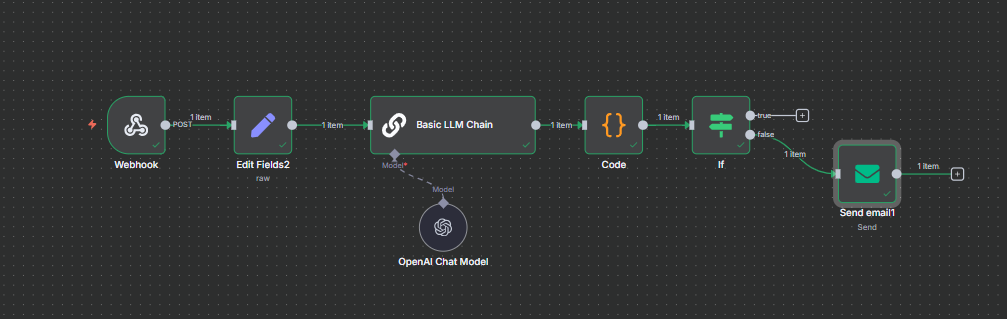 POST
1 item
1 item
Basic LLM Chain
1 item
{}
1 item
true
false
1 item
1 item
Webhook
Edit Fields2
raw
Model*
Model
Code
If
Send email1
Send
OpenAI Chat Model